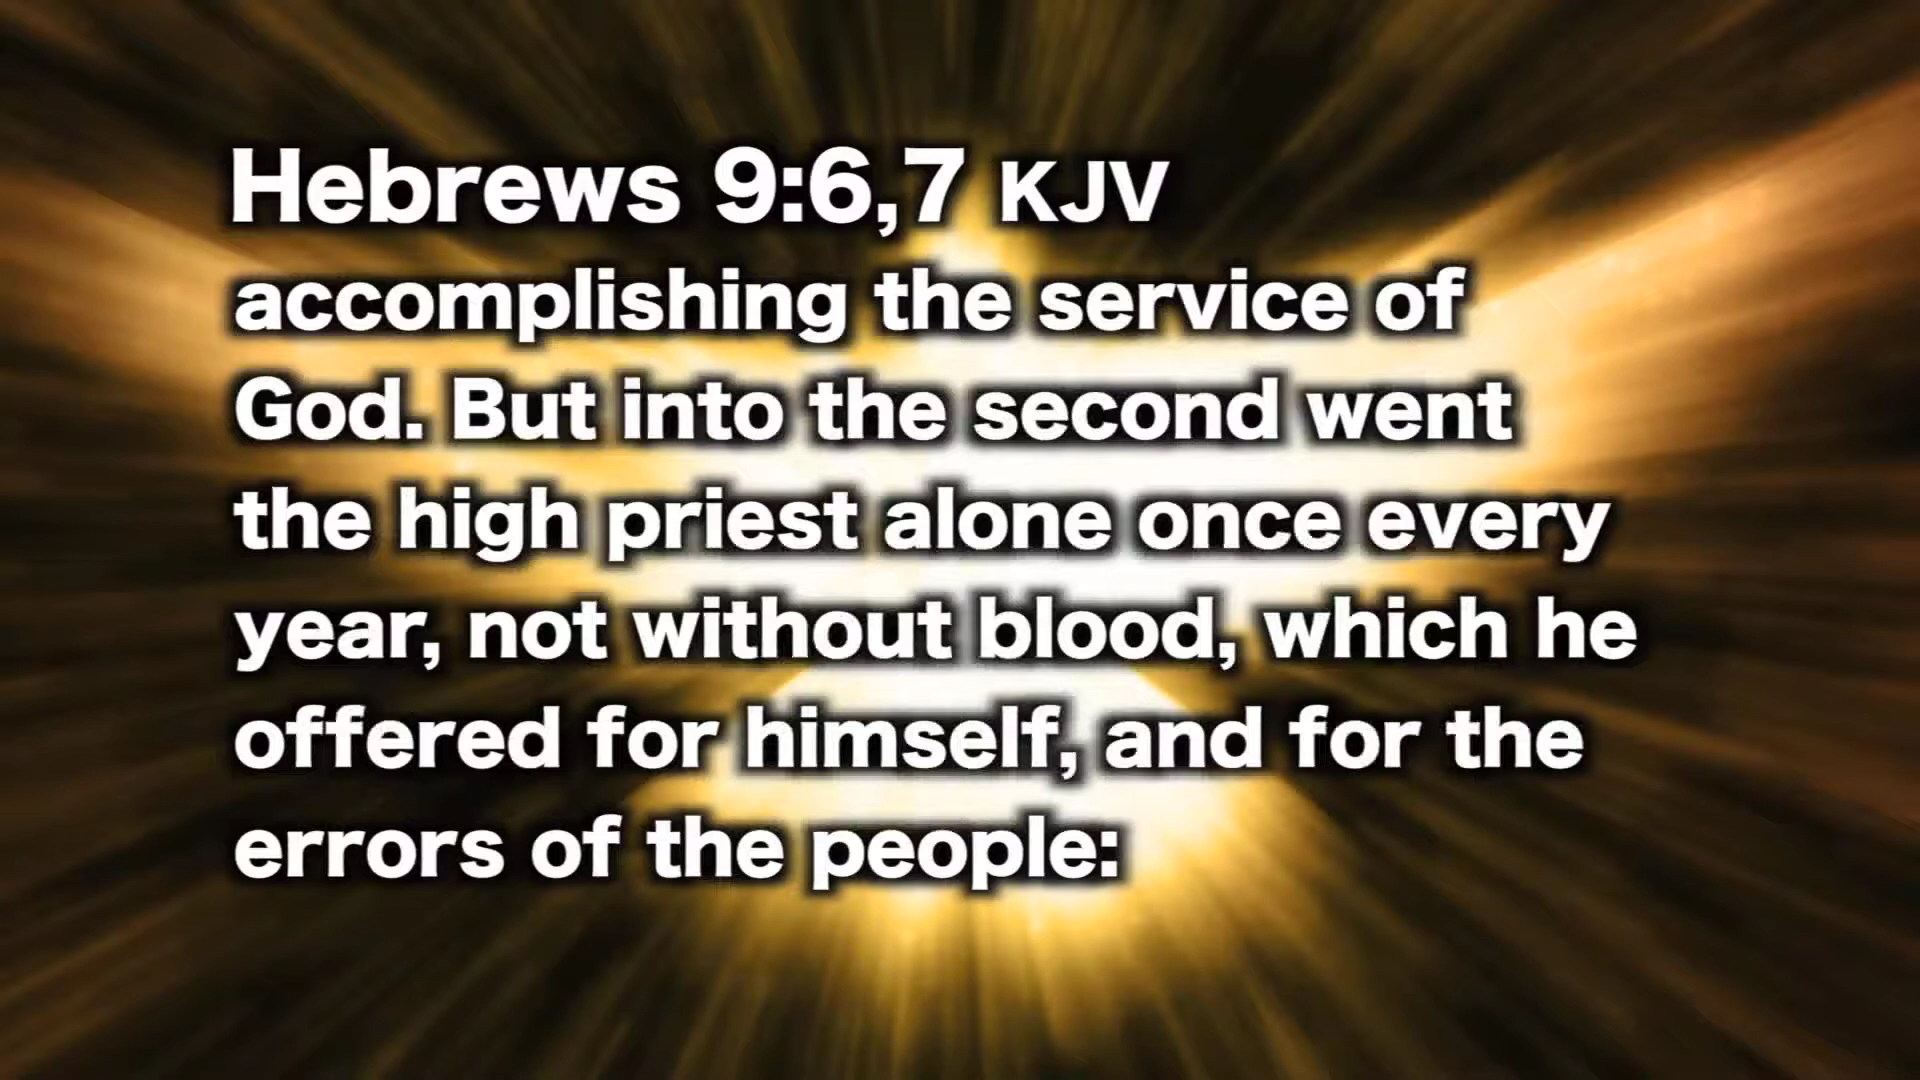 Hebrews 9:6,7 KJV
accomplishing the service of
God. But into the second went
the high priest alone once every
year, not without blood, which he
offered for himself, and for the
errors of the people: